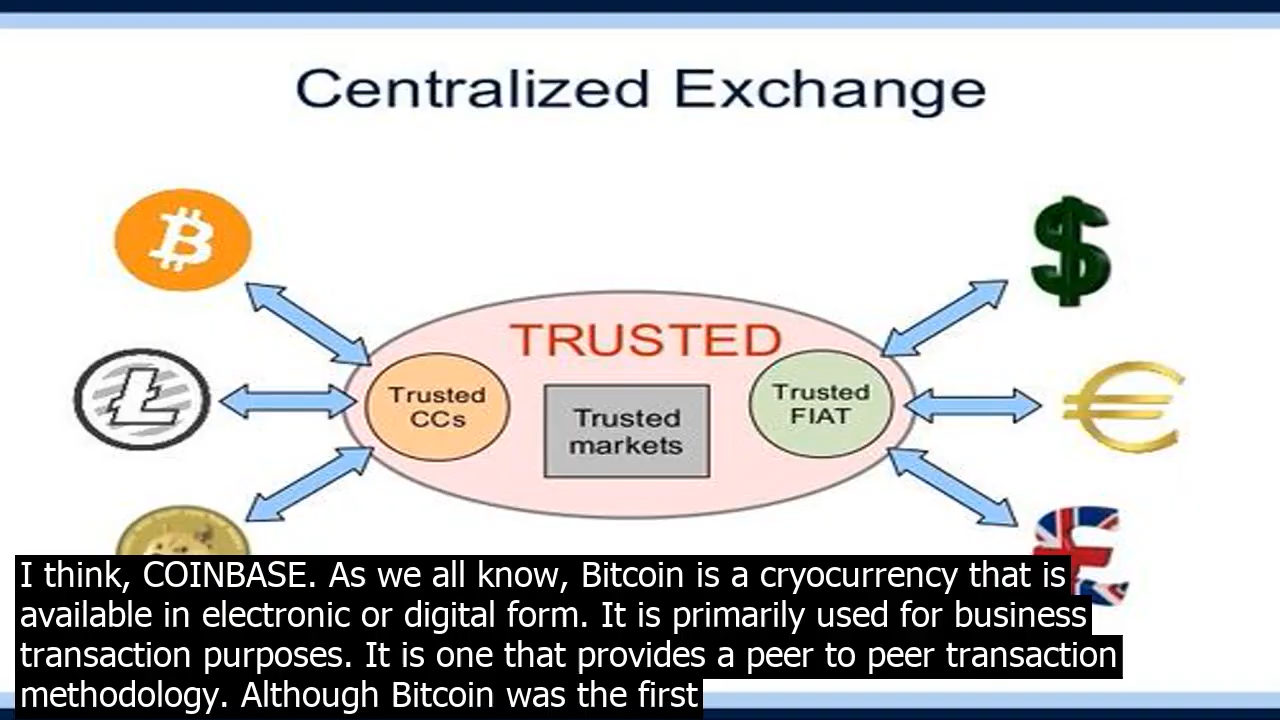 Centralized Exchange
TRUSTED
Trusted
CCs
Trusted
markets
Trusted
FIAT
I think, COINBASE. As we all know, Bitcoin is a cryocurrency that is
available in electronic or digital form. It is primarily used for business
transaction purposes. It is one that provides a peer to peer transaction
methodology. Although Bitcoin was the first